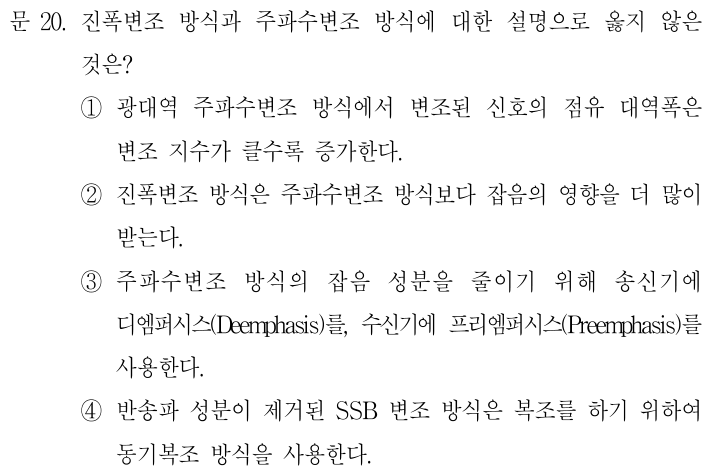 문 20. 진폭변조 방식과 주파수변조 방식에 대한 설명으로 옳지 않은
것은?
① 광대역 주파수변조 방식에서 변조된 신호의 점유 대역폭은
변조 지수가 클수록 증가한다.
② 진폭변조 방식은 주파수변조 방식보다 잡음의 영향을 더 많이
받는다.
③ 주파수변조 방식의 잡음 성분을 줄이기 위해 송신기에
디엠퍼시스(Deemphasis)를, 수신기에 프리엠퍼시스(Preemphasis)를
사용한다.
④ 반송파 성분이 제거된 SSB 변조 방식은 복조를 하기 위하여
동기복조 방식을 사용한다.